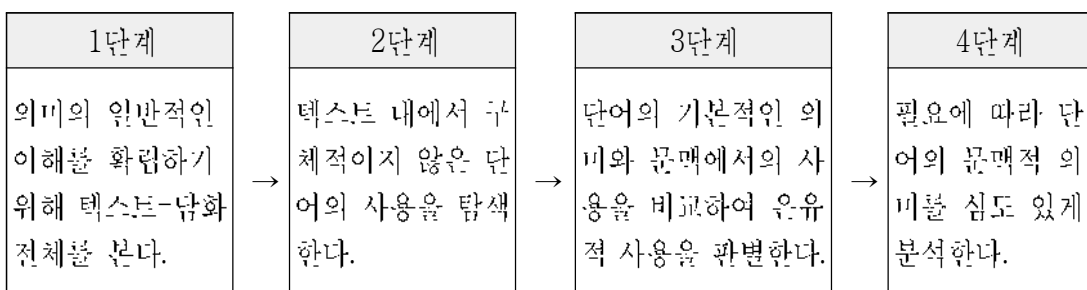 1단계
의미의 일반적인
이해를 확립하기
위해 텍스트-담화
전체를 본다.
→
2단계
텍스트 내에서 구
체적이지 않은 단
어의 사용을 탐색
한다.
→
3단계
단어의 기본적인 의
미와 문맥에서의 사
용을 비교하여 은유
적 사용을 판별한다.
→
4단계
필요에 따라 단
어의 문맥적 의
미를 심도 있게
분석한다.